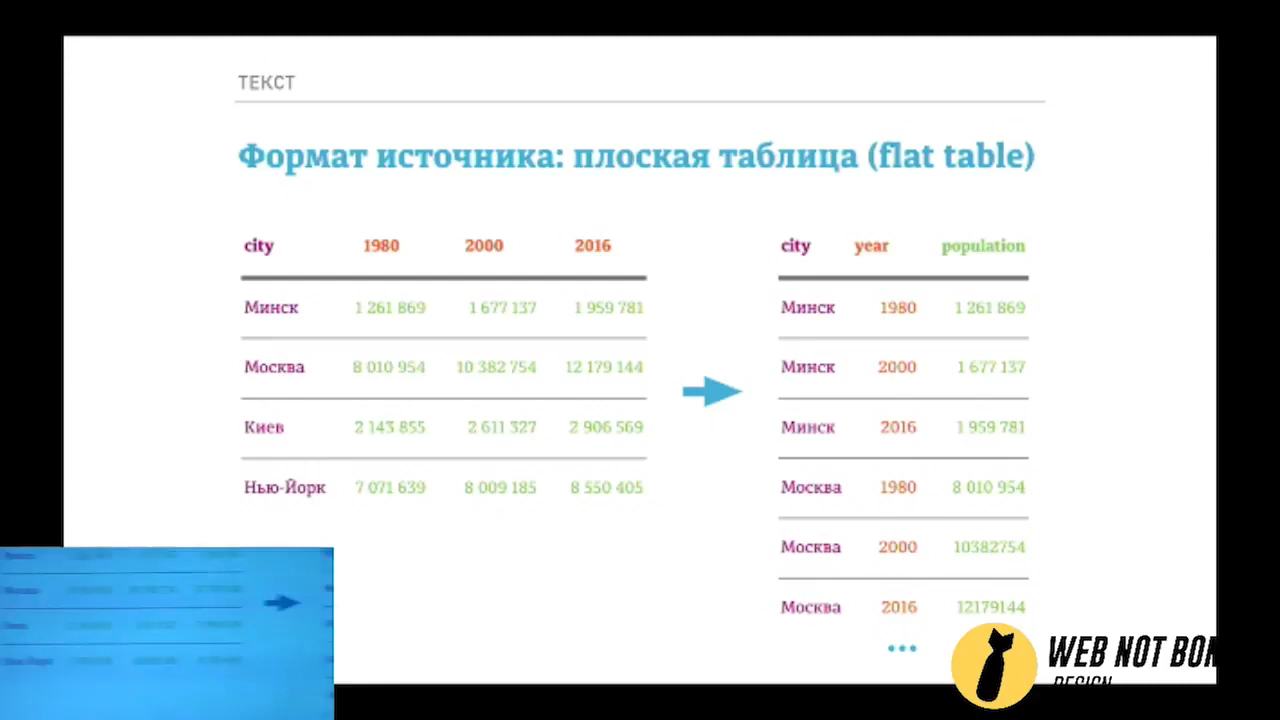 ТЕКСТ
Формат источника: плоская таблица (flat table)
city 1980 2000 2016
Минск 1 261 869 1 677 137 1 959 781
Москва 8 010 954 10 382 754 12 179 144
Киев 2 143 855 2 611 327 2 906 569
Нью-Йорк 7 071 639 8 009 185 8 550 405
city year population
Минск 1980 1 261 869
Минск 2000 1 677 137
Минск 2016 1 959 781
Москва 1980 8 010 954
Москва 2000 10382754
Москва 2016 12179144
...
WEB NOT BOM
DESIGN